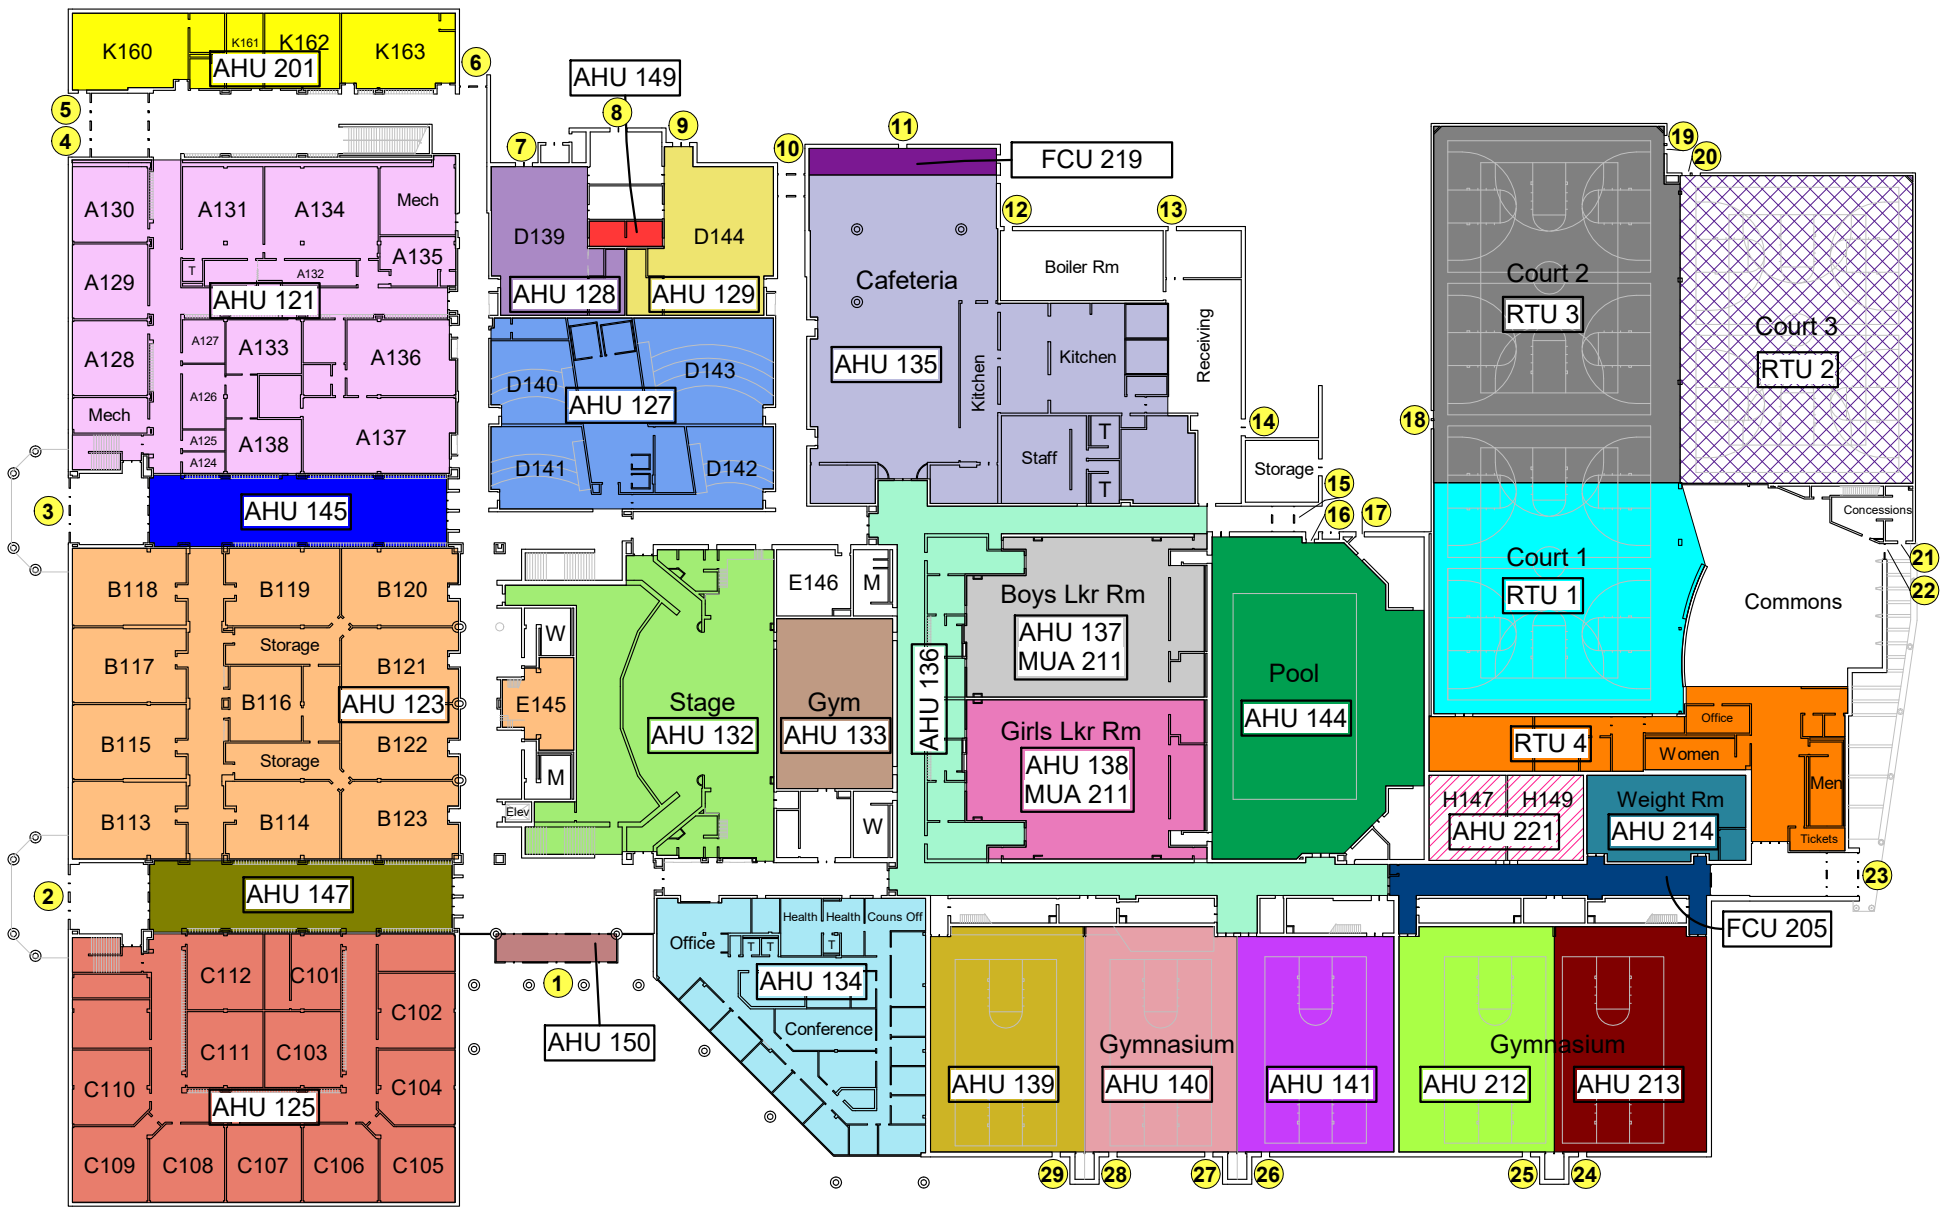 K160
K161
K162
K163
AHU 201
6
5
4
AHU 149
7
8
9
10
11
FCU 219
19
20
A130
A131
A134
Mech
A129
T
A132
A135
AHU 121
A128
A127
A133
A136
Mech
A126
A125
A124
A138
A137
D139
D144
AHU 128
AHU 129
D140
D143
AHU 127
D141
D142
Cafeteria
AHU 135
Kitchen
Kitchen
Staff
T
T
12
13
Boiler Rm
Receiving
14
Storage
15
16
17
18
Court 2
RTU 3
Court 3
RTU 2
Concessions
Court 1
RTU 1
Commons
21
22
3
AHU 145
B118
B119
B120
Storage
B117
B121
B116
AHU 123
B115
B122
Storage
B113
B114
B123
W
E145
M
Elev
Stage
AHU 132
E146
M
Gym
AHU 133
W
AHU 136
Boys Lkr Rm
AHU 137
MUA 211
Girls Lkr Rm
AHU 138
MUA 211
Pool
AHU 144
Office
RTU 4
Women
Men
H147
H149
AHU 221
Weight Rm
AHU 214
Tickets
23
FCU 205
2
AHU 147
C112
C101
C102
C111
C103
C110
C104
AHU 125
C109
C108
C107
C106
C105
1
AHU 150
Office
Health
Health
Couns Off
T
T
T
AHU 134
Conference
Gymnasium
AHU 139
AHU 140
AHU 141
Gymnasium
AHU 212
AHU 213
29
28
27
26
25
24